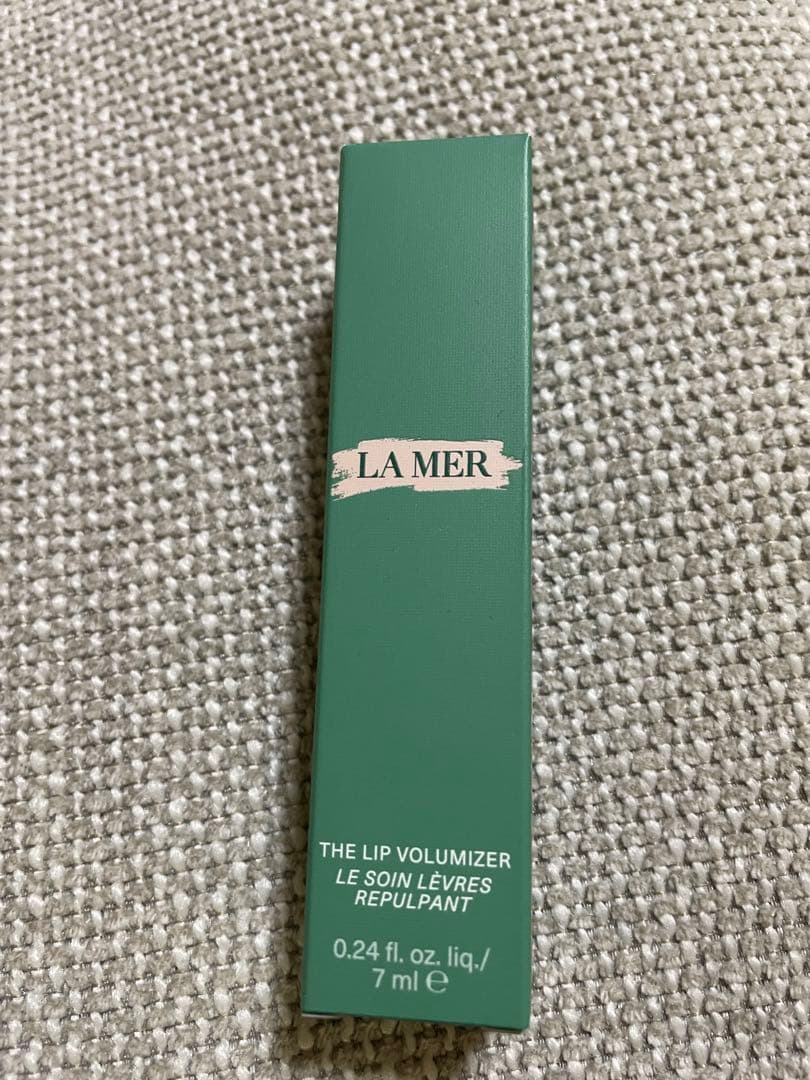 LA MER
THE LIP VOLUMIZER
LE SOIN LÈVRES
REPULPANT
0.24 fl. oz. liq./
7 ml ℮